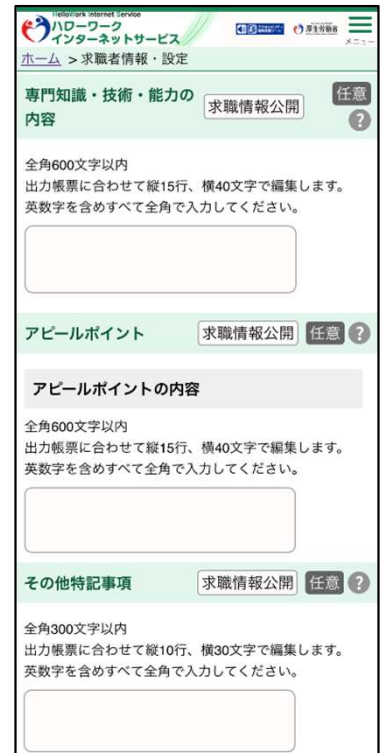 HelloWork Internet Service
ハローワーク
インターネットサービス
厚生労働省
メニュー
ホーム > 求職者情報・設定
専門知識・技術・能力の
内容
求職情報公開
任意
?
全角600文字以内
出力帳票に合わせて縦15行、横40文字で編集します。
英数字を含めすべて全角で入力してください。
アピールポイント 求職情報公開 任意 ?
アピールポイントの内容
全角600文字以内
出力帳票に合わせて縦15行、横40文字で編集します。
英数字を含めすべて全角で入力してください。
その他特記事項 求職情報公開 任意 ?
全角300文字以内
出力帳票に合わせて縦10行、横30文字で編集します。
英数字を含めすべて全角で入力してください。